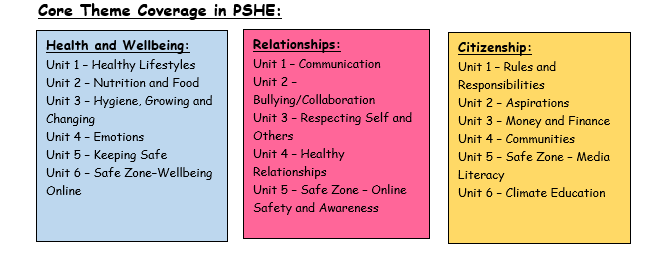 Core Theme Coverage in PSHE:
Health and Wellbeing:
Unit 1 – Healthy Lifestyles
Unit 2 – Nutrition and Food
Unit 3 – Hygiene, Growing and
Changing
Unit 4 – Emotions
Unit 5 – Keeping Safe
Unit 6 – Safe Zone–Wellbeing
Online
Relationships:
Unit 1 – Communication
Unit 2 –
Bullying/Collaboration
Unit 3 – Respecting Self and
Others
Unit 4 – Healthy
Relationships
Unit 5 – Safe Zone – Online
Safety and Awareness
Citizenship:
Unit 1 – Rules and
Responsibilities
Unit 2 – Aspirations
Unit 3 – Money and Finance
Unit 4 – Communities
Unit 5 – Safe Zone – Media
Literacy
Unit 6 – Climate Education